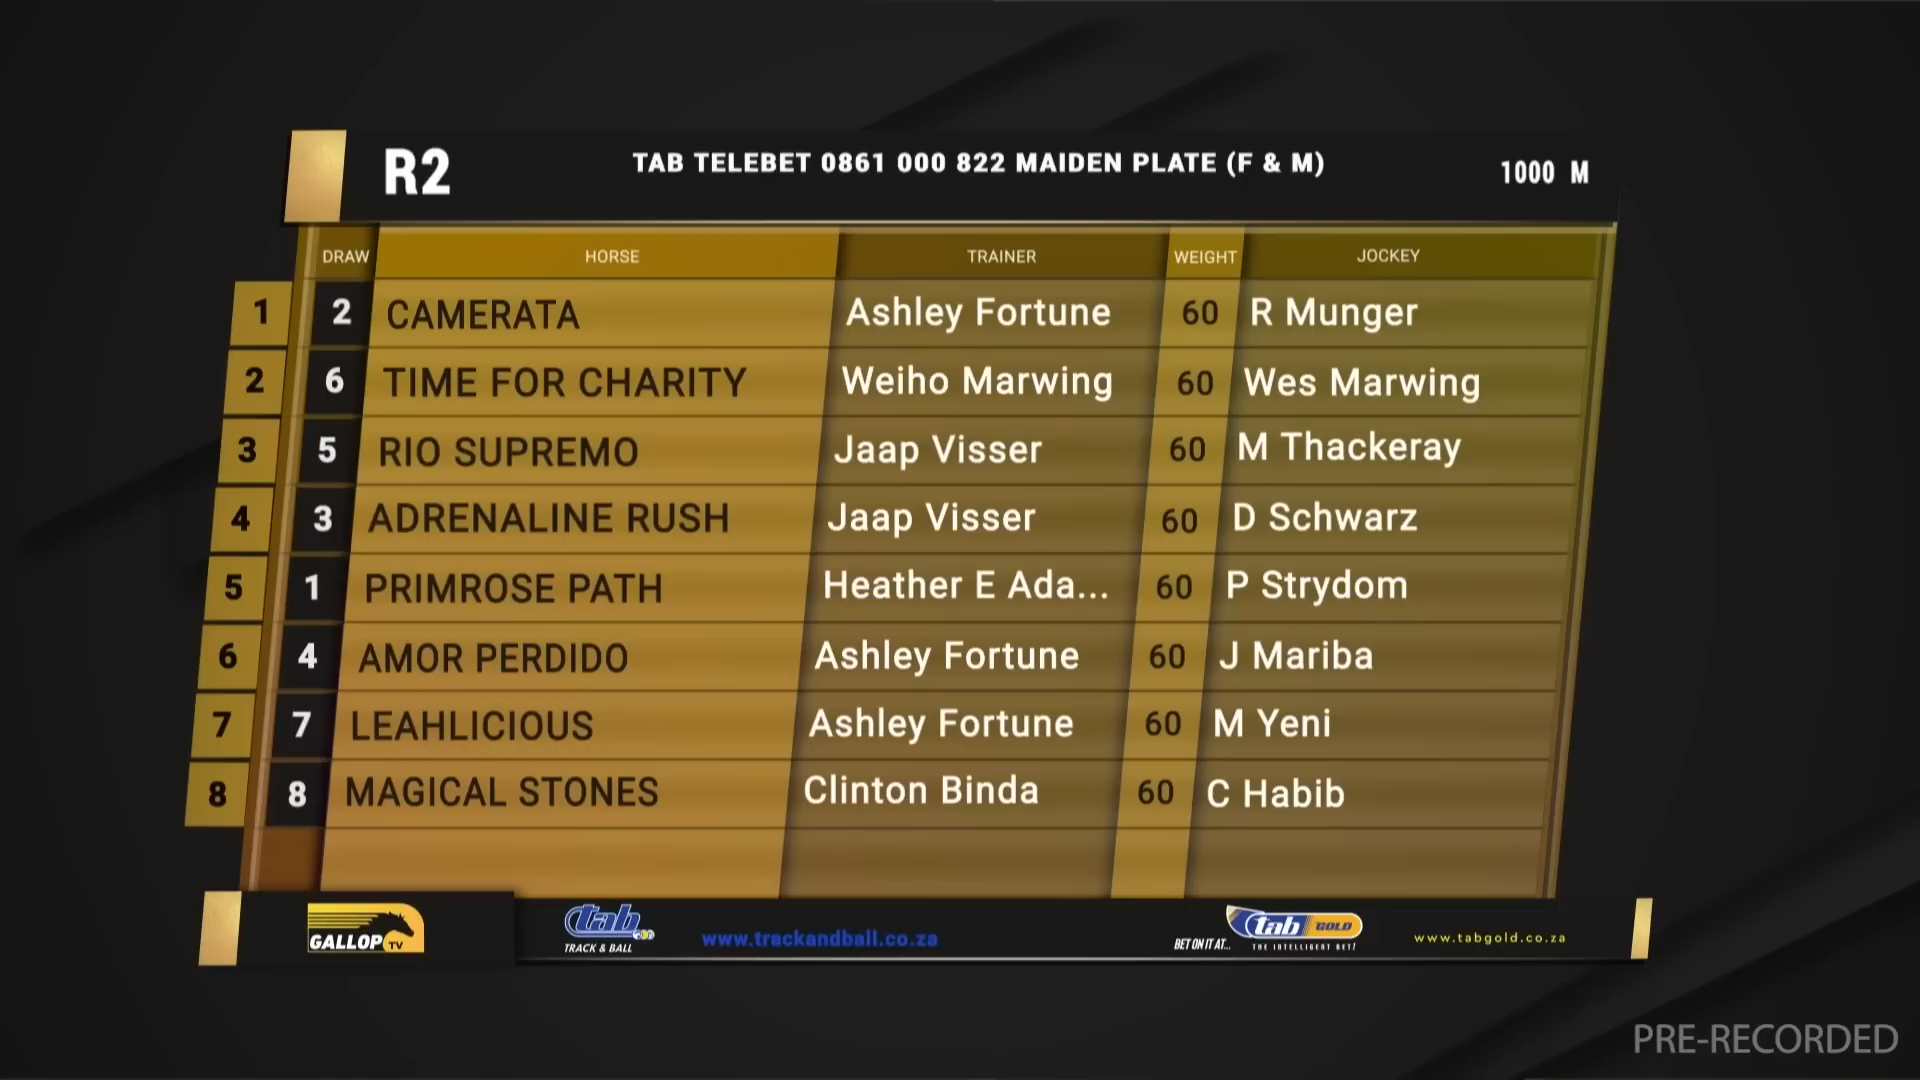 R2 TAB TELEBET 0861 000 822 MAIDEN PLATE (F & M) 1000 M
DRAW HORSE TRAINER WEIGHT JOCKEY
1 2 CAMERATA Ashley Fortune 60 R Munger
2 6 TIME FOR CHARITY Weiho Marwing 60 Wes Marwing
3 5 RIO SUPREMO Jaap Visser 60 M Thackeray
4 3 ADRENALINE RUSH Jaap Visser 60 D Schwarz
5 1 PRIMROSE PATH Heather E Ada... 60 P Strydom
6 4 AMOR PERDIDO Ashley Fortune 60 J Mariba
7 7 LEAHLICIOUS Ashley Fortune 60 M Yeni
8 8 MAGICAL STONES Clinton Binda 60 C Habib
GALLOP TV
tab
TRACK & BALL
www.trackandball.co.za
BET ON IT AT...
tab GOLD
THE INTELLIGENT BET!
www.tabgold.co.za
PRE-RECORDED